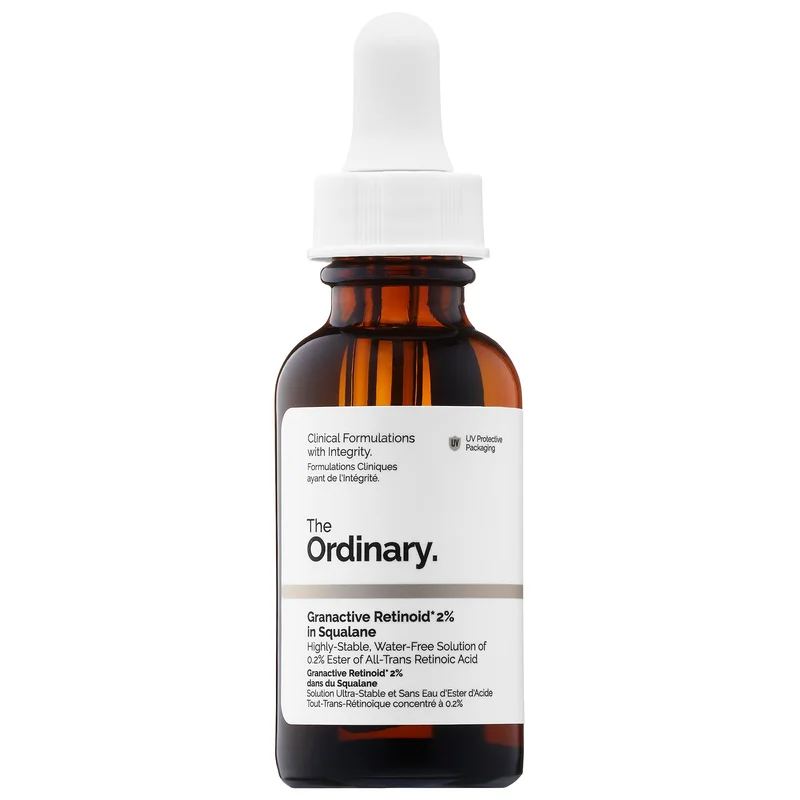 Clinical Formulations
with Integrity.
Formulations Cliniques
ayant de l'Intégrité.
UV
UV Protective
Packaging
The
Ordinary.
Granactive Retinoid* 2%
in Squalane
Highly-Stable, Water-Free Solution of
0.2% Ester of All-Trans Retinoic Acid
Granactive Retinoid* 2%
dans du Squalane
Solution Ultra-Stable et Sans Eau d'Ester d'Acide
Tout-Trans-Rétinoïque concentré à 0.2%